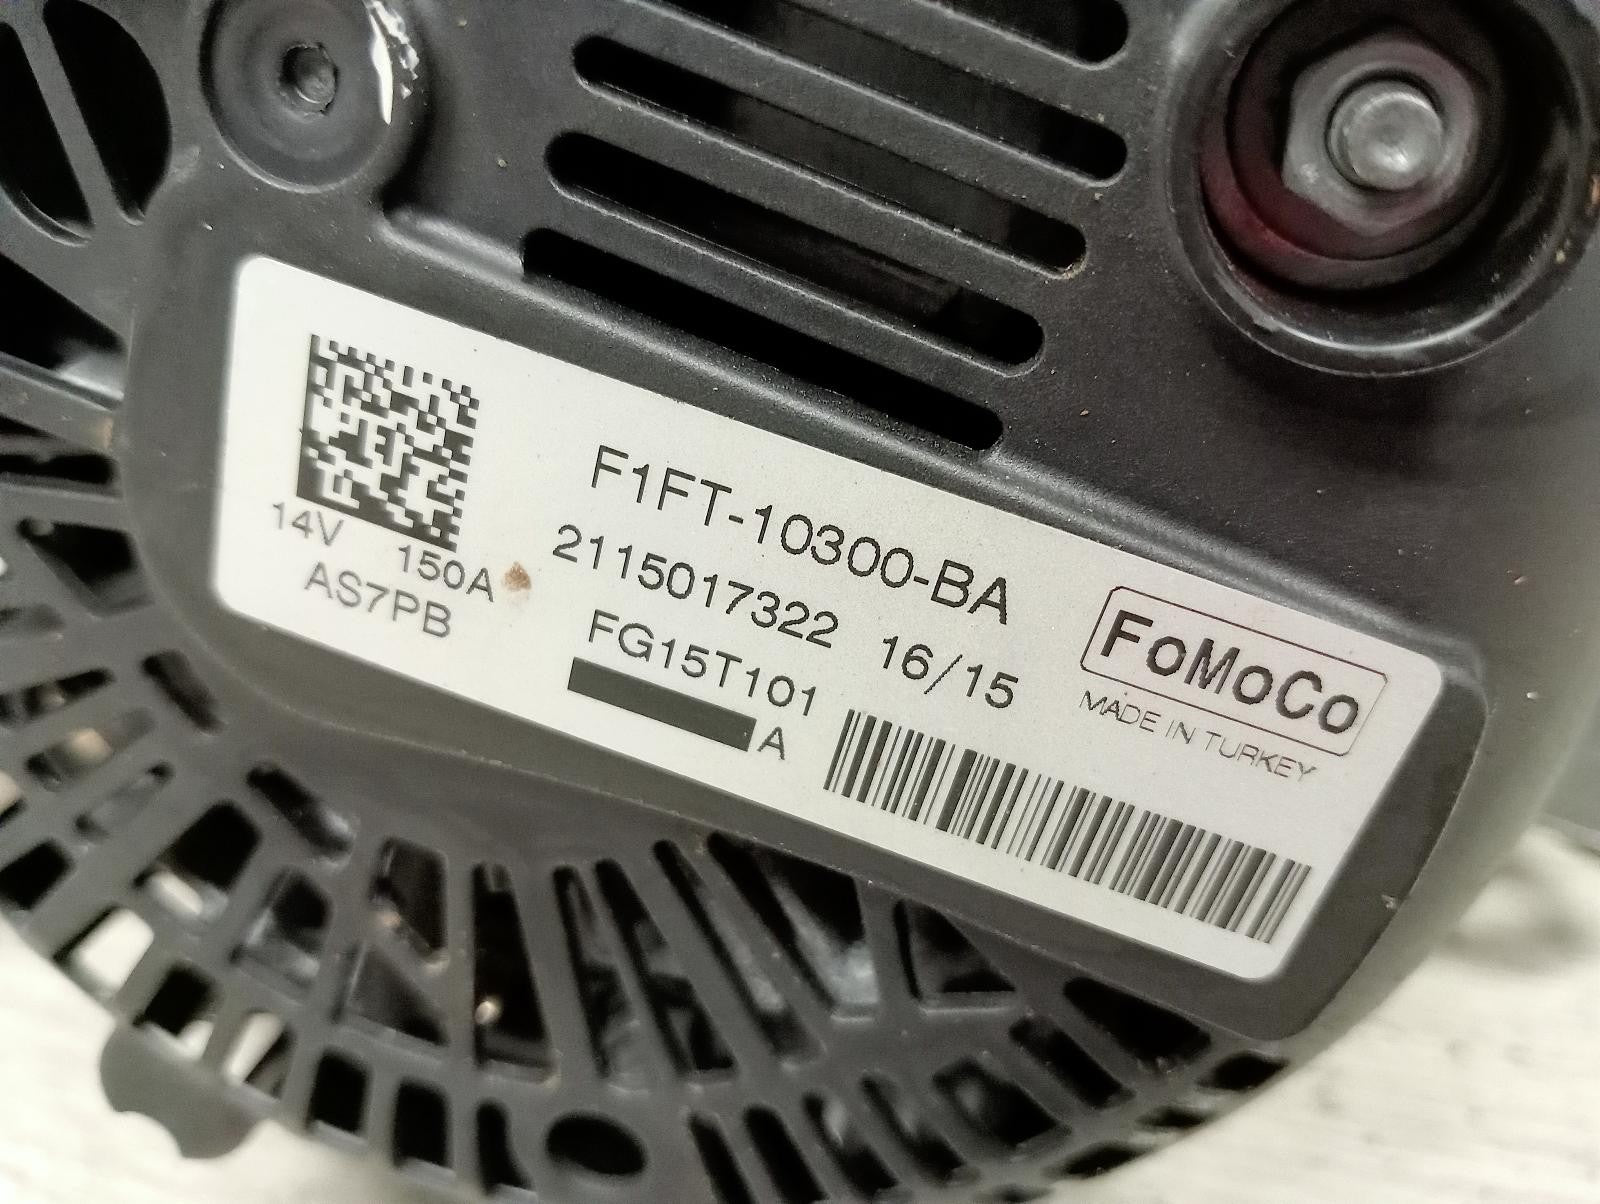 F1FT-10300-BA
14V 150A
2115017322 16/15
AS7PB
FG15T101
A
FoMoCo
MADE IN TURKEY